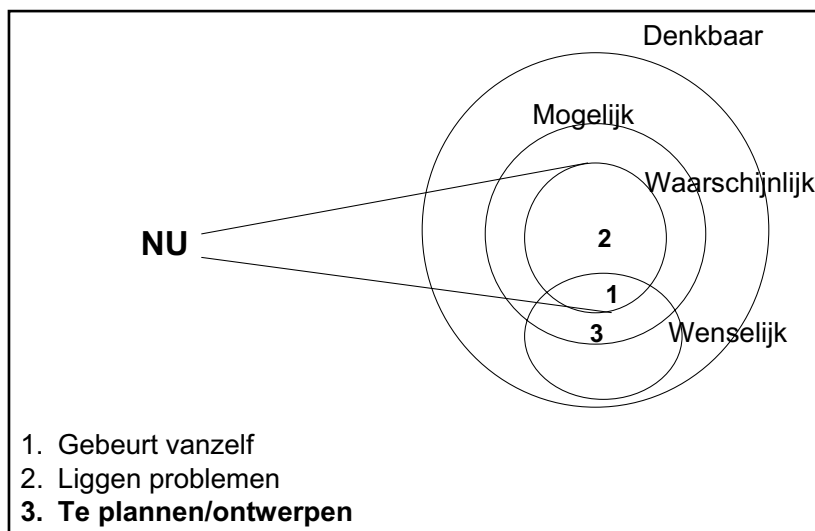 Denkbaar
Mogelijk
Waarschijnlijk
NU
2
1
3
Wenselijk
1. Gebeurt vanzelf
2. Liggen problemen
3. Te plannen/ontwerpen